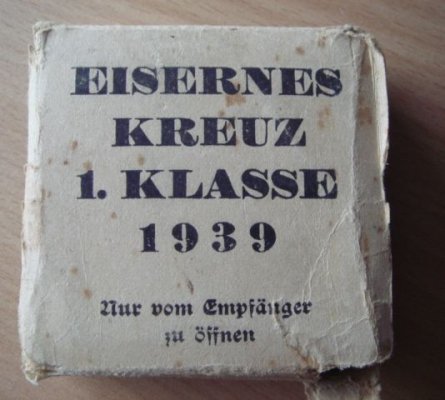 EISERNES
KREUZ
1. KLASSE
1939
Nur vom Empfänger
zu öffnen